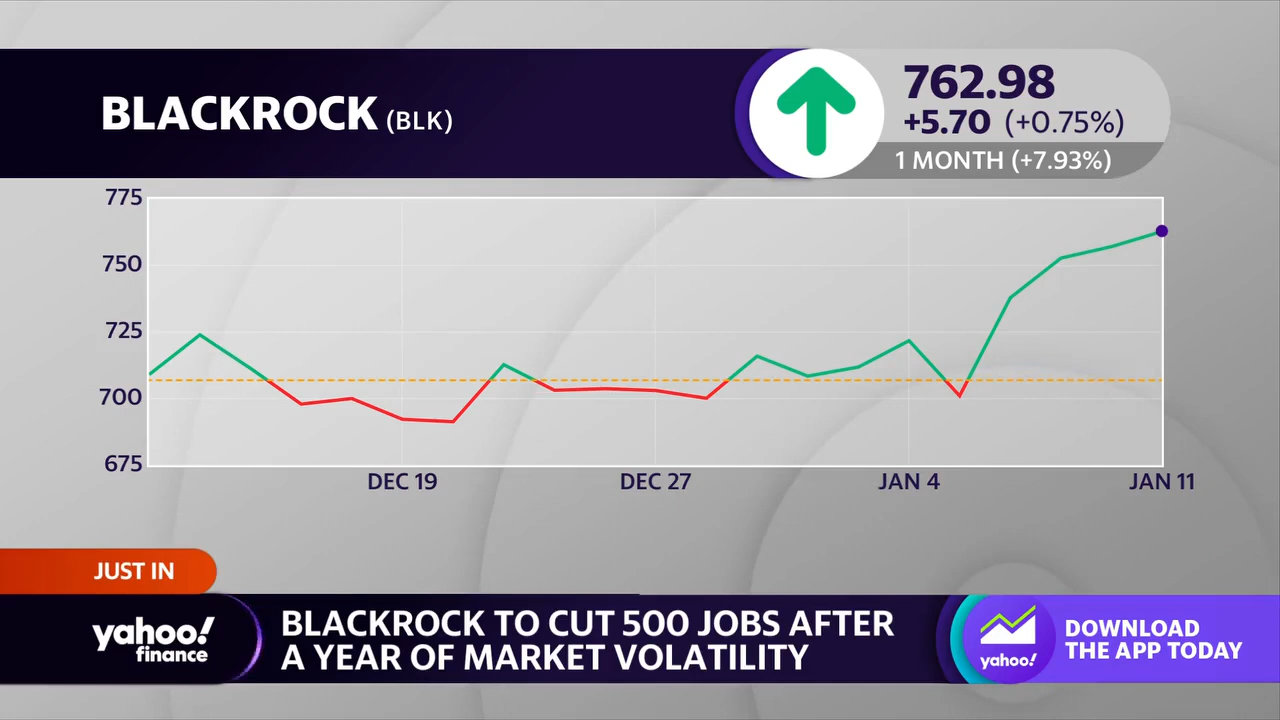 BLACKROCK (BLK)
762.98
+5.70 (+0.75%)
1 MONTH (+7.93%)
775
750
725
700
675
DEC 19 DEC 27 JAN 4 JAN 11
JUST IN
yahoo!
finance
BLACKROCK TO CUT 500 JOBS AFTER
A YEAR OF MARKET VOLATILITY
yahoo!
DOWNLOAD
THE APP TODAY